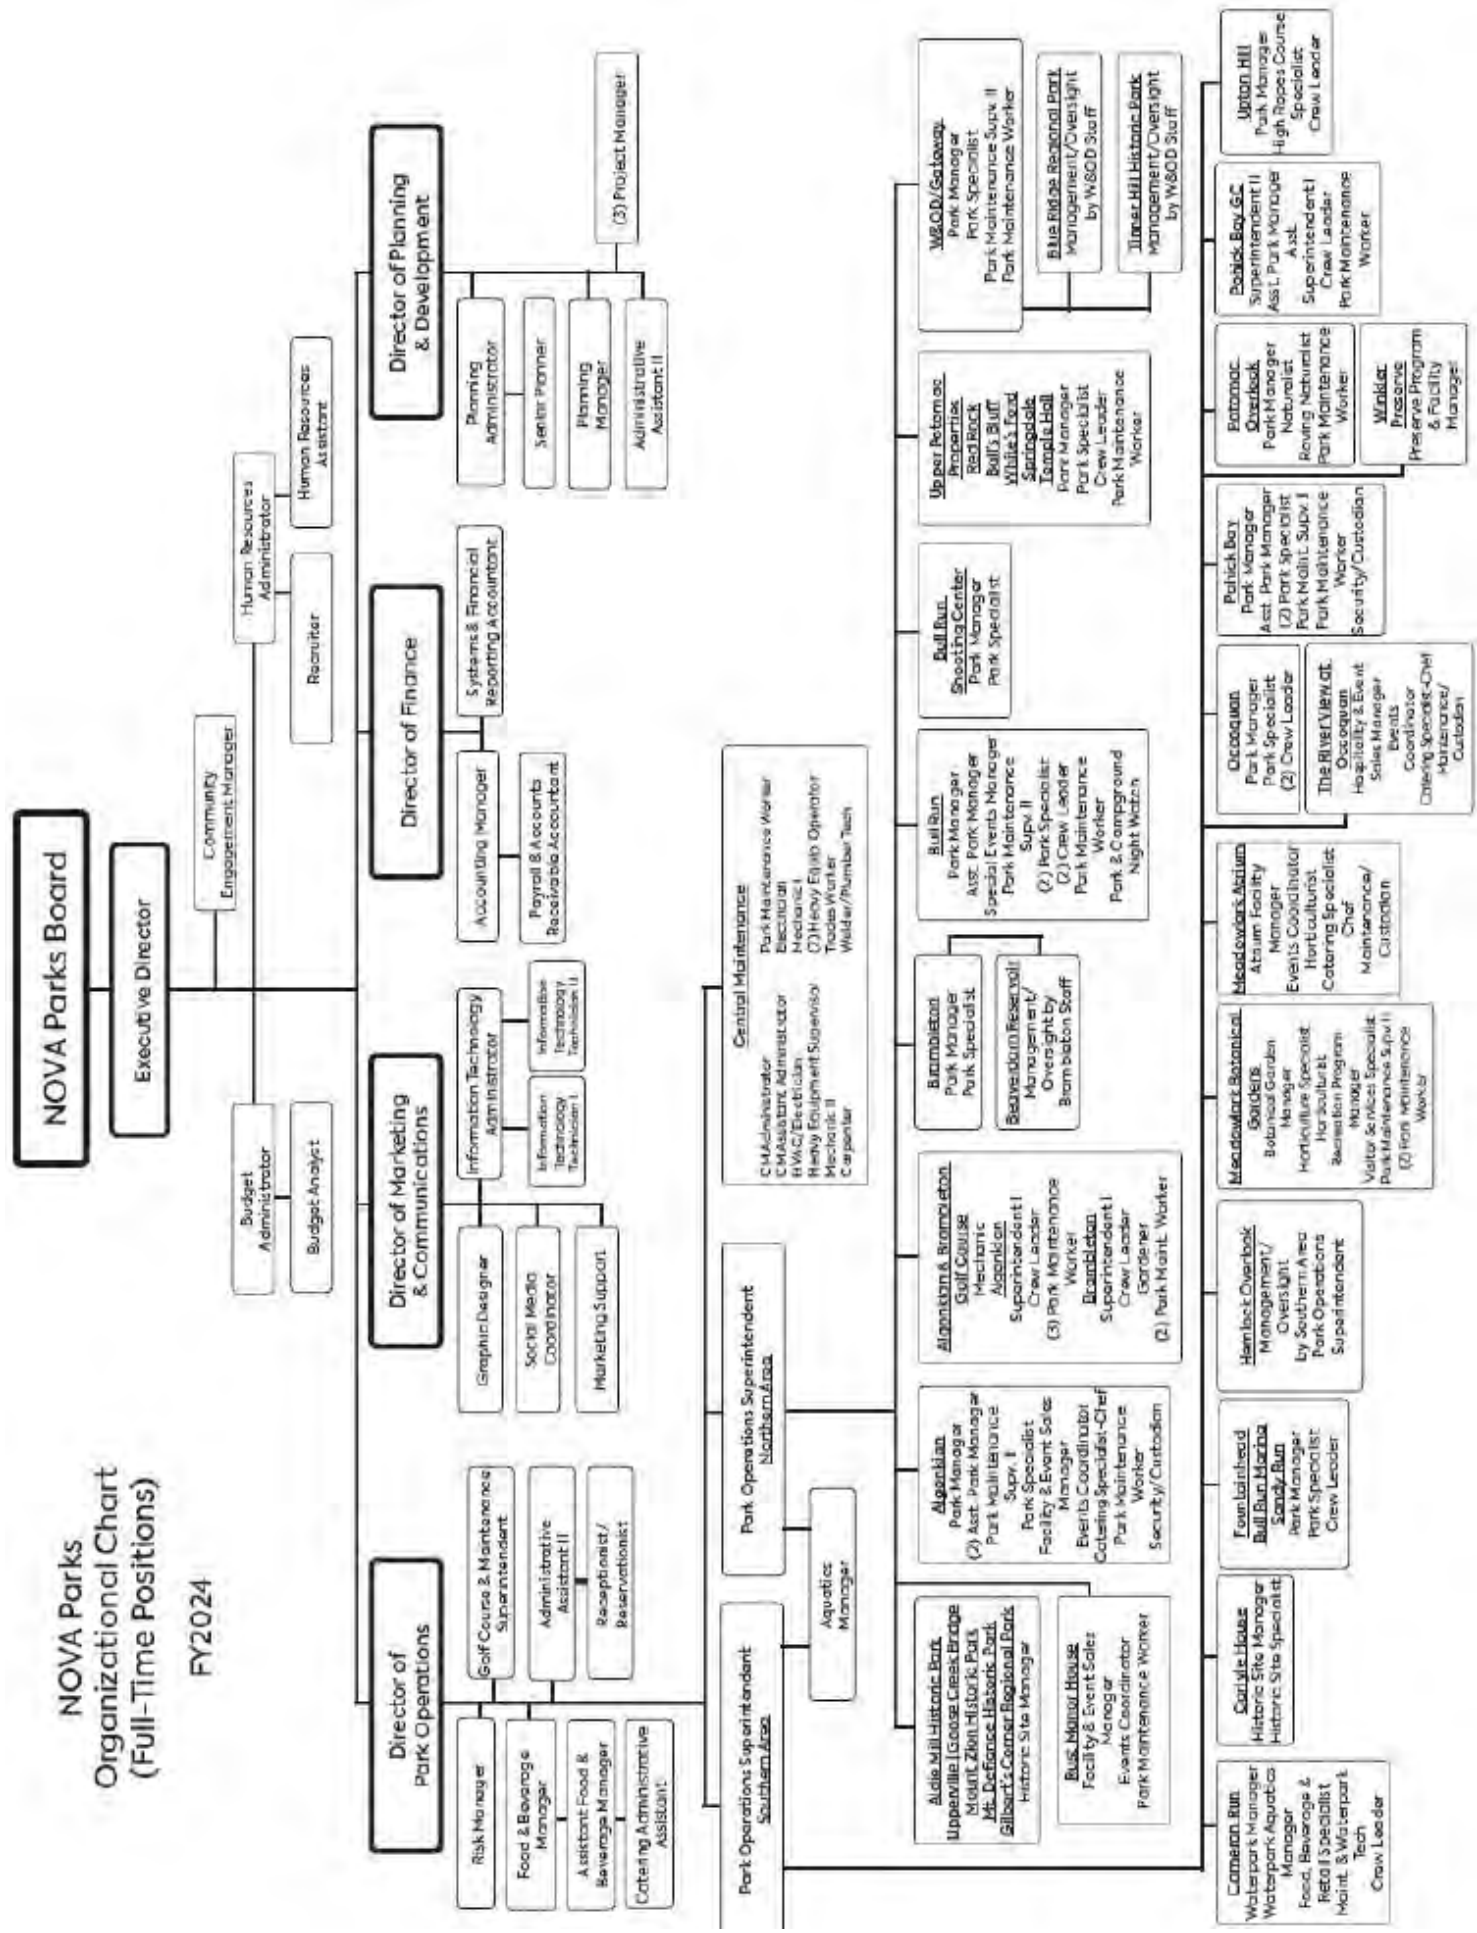 NOVA Parks
Organizational Chart
(Full-Time Positions)
FY2024
NOVA Parks Board
Executive Director
Community
Engagement Manager
Budget
Administrator
Budget Analyst
Human Resources
Administrator
Recruiter
Human Resources
Assistant
Director of
Park Operations
Risk Manager
Golf Course & Maintenance
Superintendent
Food & Beverage
Manager
Administrative
Assistant II
Assistant Food &
Beverage Manager
Receptionist/
Reservationist
Catering Administrative
Assistant
Director of Marketing
& Communications
Graphic Designer
Information Technology
Administrator
Social Media
Coordinator
Information
Technology
Technician I
Information
Technology
Technician II
Marketing Support
Director of Finance
Accounting Manager
Systems & Financial
Reporting Accountant
Payroll & Accounts
Receivable Accountant
Director of Planning
& Development
Planning
Administrator
Senior Planner
Planning
Manager
Administrative
Assistant II
(3) Project Manager
Park Operations Superintendent
Southern Area
Park Operations Superintendent
Northern Area
Aquatics
Manager
Central Maintenance
CM Administrator
CM Assistant Administrator
HVAC/Electrician
Heavy Equipment Supervisor
Mechanic II
Carpenter
Park Maintenance Worker
Electrician
Mechanic I
(2) Heavy Equip Operator
Trades Worker
Welder/Plumber Tech
Aldie Mill Historic Park
Upperville | Goose Creek Bridge
Mount Zion Historic Park
Mt. Defiance Historic Park
Gilbert's Corner Regional Park
Historic Site Manager
Rust Manor House
Facility & Event Sales
Manager
Events Coordinator
Park Maintenance Worker
Algonkian
Park Manager
(2) Asst. Park Manager
Park Maintenance
Supv. II
Park Specialist
Facility & Event Sales
Manager
Events Coordinator
Catering Specialist-Chef
Park Maintenance
Worker
Security/Custodian
Algonkian & Brambleton
Golf Course
Mechanic
Algonkian
Superintendent I
Crew Leader
(3) Park Maintenance
Worker
Brambleton
Superintendent I
Crew Leader
Gardener
(2) Park Maint. Worker
Brambleton
Park Manager
Park Specialist
Beaverdam Reservoir
Management/
Oversight by
Brambleton Staff
Bull Run
Park Manager
Asst. Park Manager
Special Events Manager
Park Maintenance
Supv. II
(2) Park Specialist
(2) Crew Leader
Park Maintenance
Worker
Park & Campground
Night Watch
Bull Run
Shooting Center
Park Manager
Park Specialist
Upper Potomac
Properties
Red Rock
Ball's Bluff
White's Ford
Springdale
Temple Hall
Park Manager
Park Specialist
Crew Leader
Park Maintenance
Worker
W&OD/Gateway
Park Manager
Park Specialist
Park Maintenance Supv. II
Park Maintenance Worker
Blue Ridge Regional Park
Management/Oversight
by W&OD Staff
Tinner Hill Historic Park
Management/Oversight
by W&OD Staff
Cameron Run
Waterpark Manager
Waterpark Aquatics
Manager
Food, Beverage &
Retail Specialist
Maint. & Waterpark
Tech
Crew Leader
Carlyle House
Historic Site Manager
Historic Site Specialist
Fountainhead
Bull Run Marina
Sandy Run
Park Manager
Park Specialist
Crew Leader
Hemlock Overlook
Management/
Oversight
by Southern Area
Park Operations
Superintendent
Meadowlark Botanical
Gardens
Botanical Garden
Manager
Horticulture Specialist
Horticulturist
Recreation Program
Manager
Visitor Services Specialist
Park Maintenance Supv. II
(2) Park Maintenance
Worker
Meadowlark Atrium
Atrium Facility
Manager
Events Coordinator
Horticulturist
Catering Specialist
Chef
Maintenance/
Custodian
Occoquan
Park Manager
Park Specialist
(2) Crew Leader
The River View at
Occoquan
Hospitality & Event
Sales Manager
Events
Coordinator
Catering Specialist-Chef
Maintenance/
Custodian
Pohick Bay
Park Manager
Asst. Park Manager
(2) Park Specialist
Park Maint. Supv. I
Park Maintenance
Worker
Security/Custodian
Potomac
Overlook
Park Manager
Naturalist
Roving Naturalist
Park Maintenance
Worker
Winkler
Preserve
Preserve Program
& Facility
Manager
Pohick Bay GC
Superintendent II
Asst. Park Manager
Asst.
Superintendent I
Crew Leader
Park Maintenance
Worker
Upton Hill
Park Manager
High Ropes Course
Specialist
Crew Leader